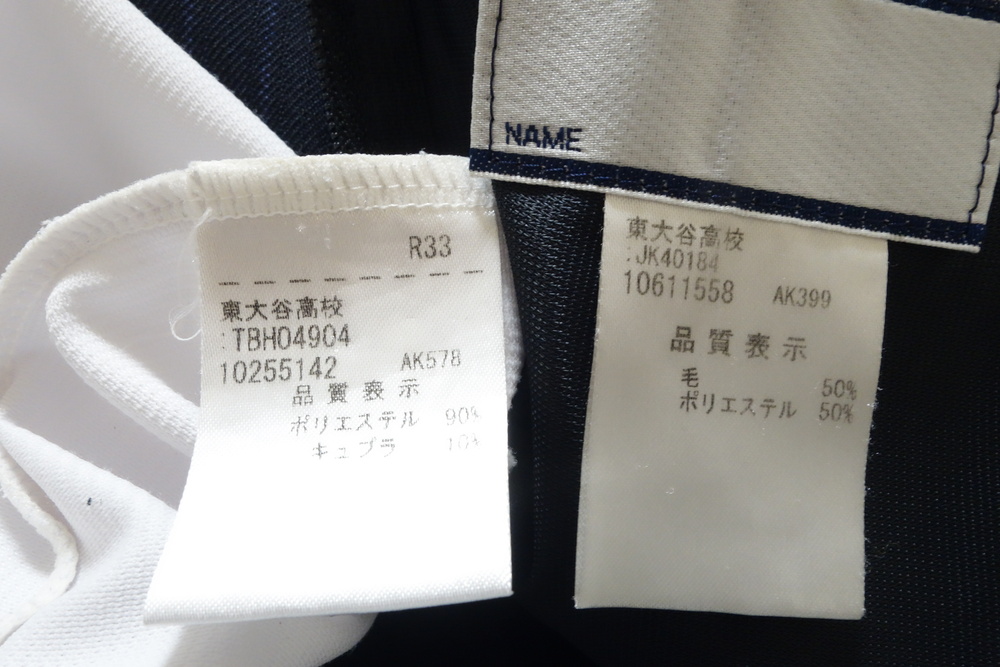 NAME
R33
東大谷高校
:TBH04904
10255142 AK578
品質表示
ポリエステル 90%
キュプラ 10%
東大谷高校
:JK40184
10611558 AK399
品質表示
毛 50%
ポリエステル 50%